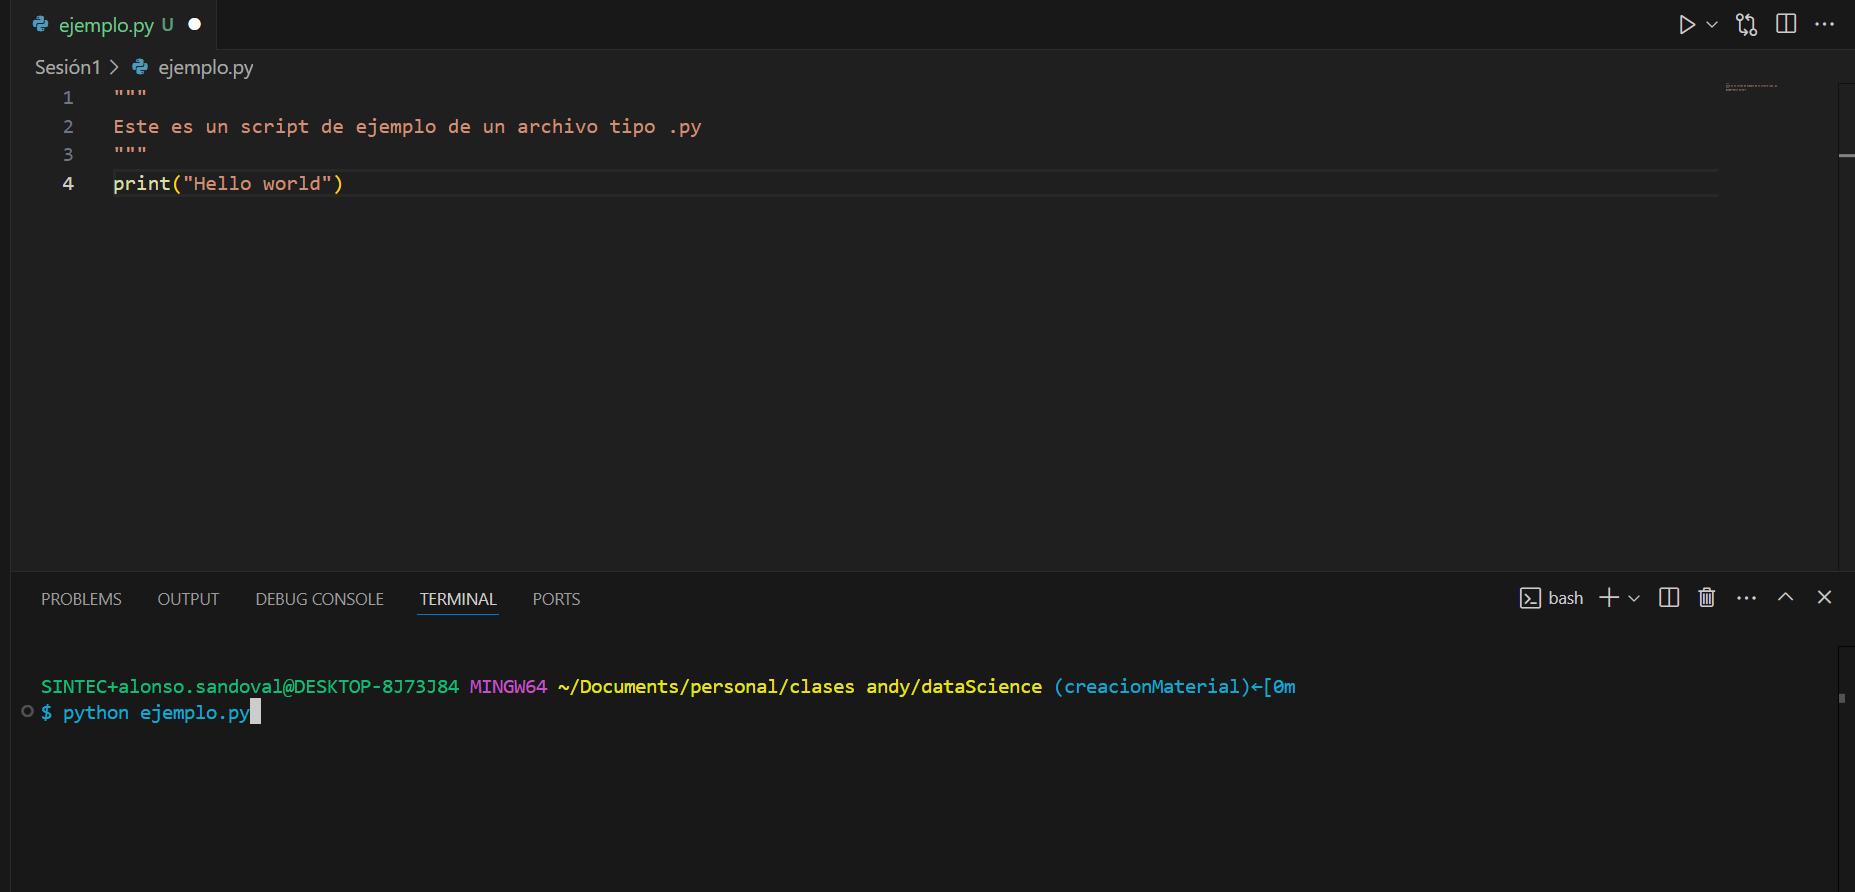 ejemplo.py U
Sesión1 > ejemplo.py
1 """
2 Este es un script de ejemplo de un archivo tipo .py
3 """
4 print("Hello world")
PROBLEMS OUTPUT DEBUG CONSOLE TERMINAL PORTS bash
SINTEC+alonso.sandoval@DESKTOP-8J73J84 MINGW64 ~/Documents/personal/clases andy/dataScience (creacionMaterial)←[0m
$ python ejemplo.py